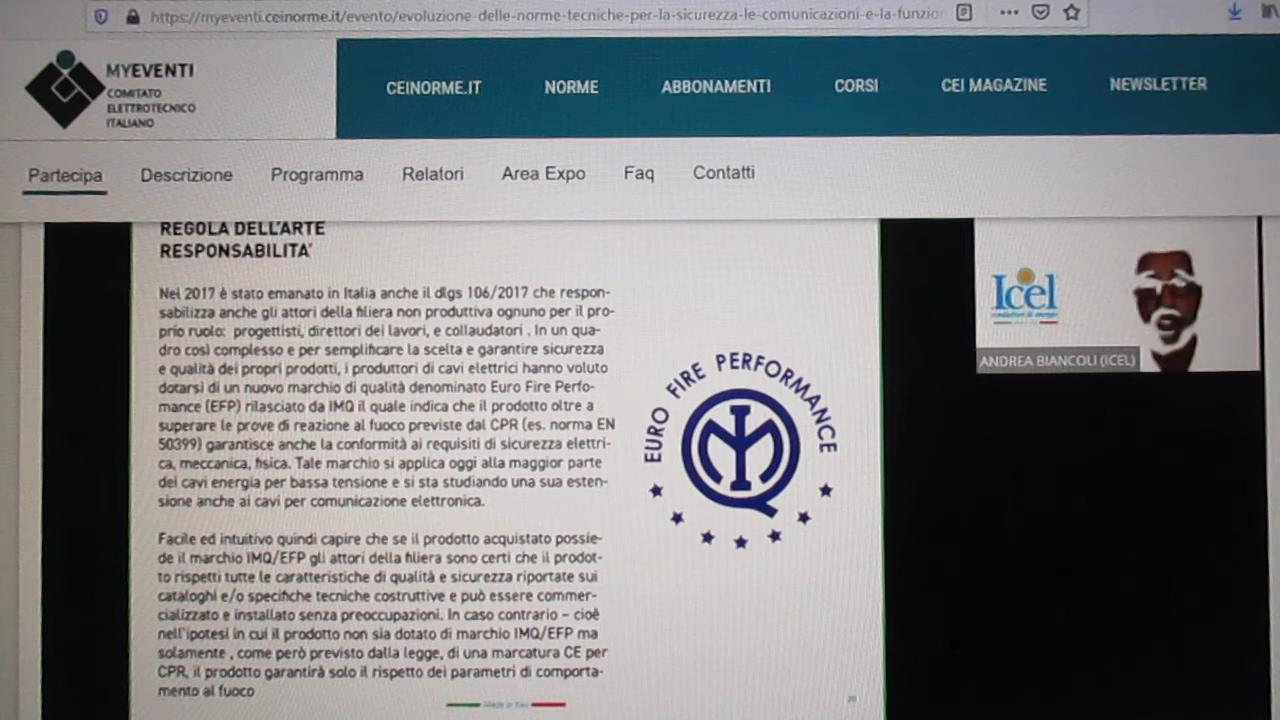 https://myeventi.ceinorme.it/evento/evoluzione-delle-norme-tecniche-per-la-sicurezza-le-comunicazioni-e-la-funzio
MYEVENTI
COMITATO
ELETTROTECNICO
ITALIANO
CEINORME.IT NORME ABBONAMENTI CORSI CEI MAGAZINE NEWSLETTER
Partecipa Descrizione Programma Relatori Area Expo Faq Contatti
REGOLA DELL'ARTE
RESPONSABILITA'
Nel 2017 è stato emanato in Italia anche il dlgs 106/2017 che respon-
sabilizza anche gli attori della filiera non produttiva ognuno per il pro-
prio ruolo: progettisti, direttori dei lavori, e collaudatori . In un qua-
dro così complesso e per semplificare la scelta e garantire sicurezza
e qualità dei propri prodotti, i produttori di cavi elettrici hanno voluto
dotarsi di un nuovo marchio di qualità denominato Euro Fire Perfo-
mance (EFP) rilasciato da IMQ il quale indica che il prodotto oltre a
superare le prove di reazione al fuoco previste dal CPR (es. norma EN
50399) garantisce anche la conformità ai requisiti di sicurezza elettri-
ca, meccanica, fisica. Tale marchio si applica oggi alla maggior parte
dei cavi energia per bassa tensione e si sta studiando una sua esten-
sione anche ai cavi per comunicazione elettronica.
Facile ed intuitivo quindi capire che se il prodotto acquistato possie-
de il marchio IMQ/EFP gli attori della filiera sono certi che il prodot-
to rispetti tutte le caratteristiche di qualità e sicurezza riportate sui
cataloghi e/o specifiche tecniche costruttive e può essere commer-
cializzato e installato senza preoccupazioni. In caso contrario – cioè
nell'ipotesi in cui il prodotto non sia dotato di marchio IMQ/EFP ma
solamente , come però previsto dalla legge, di una marcatura CE per
CPR, il prodotto garantirà solo il rispetto dei parametri di comporta-
mento al fuoco
EURO FIRE PERFORMANCE
Made in Italy
Icel
ANDREA BIANCOLI (ICEL)